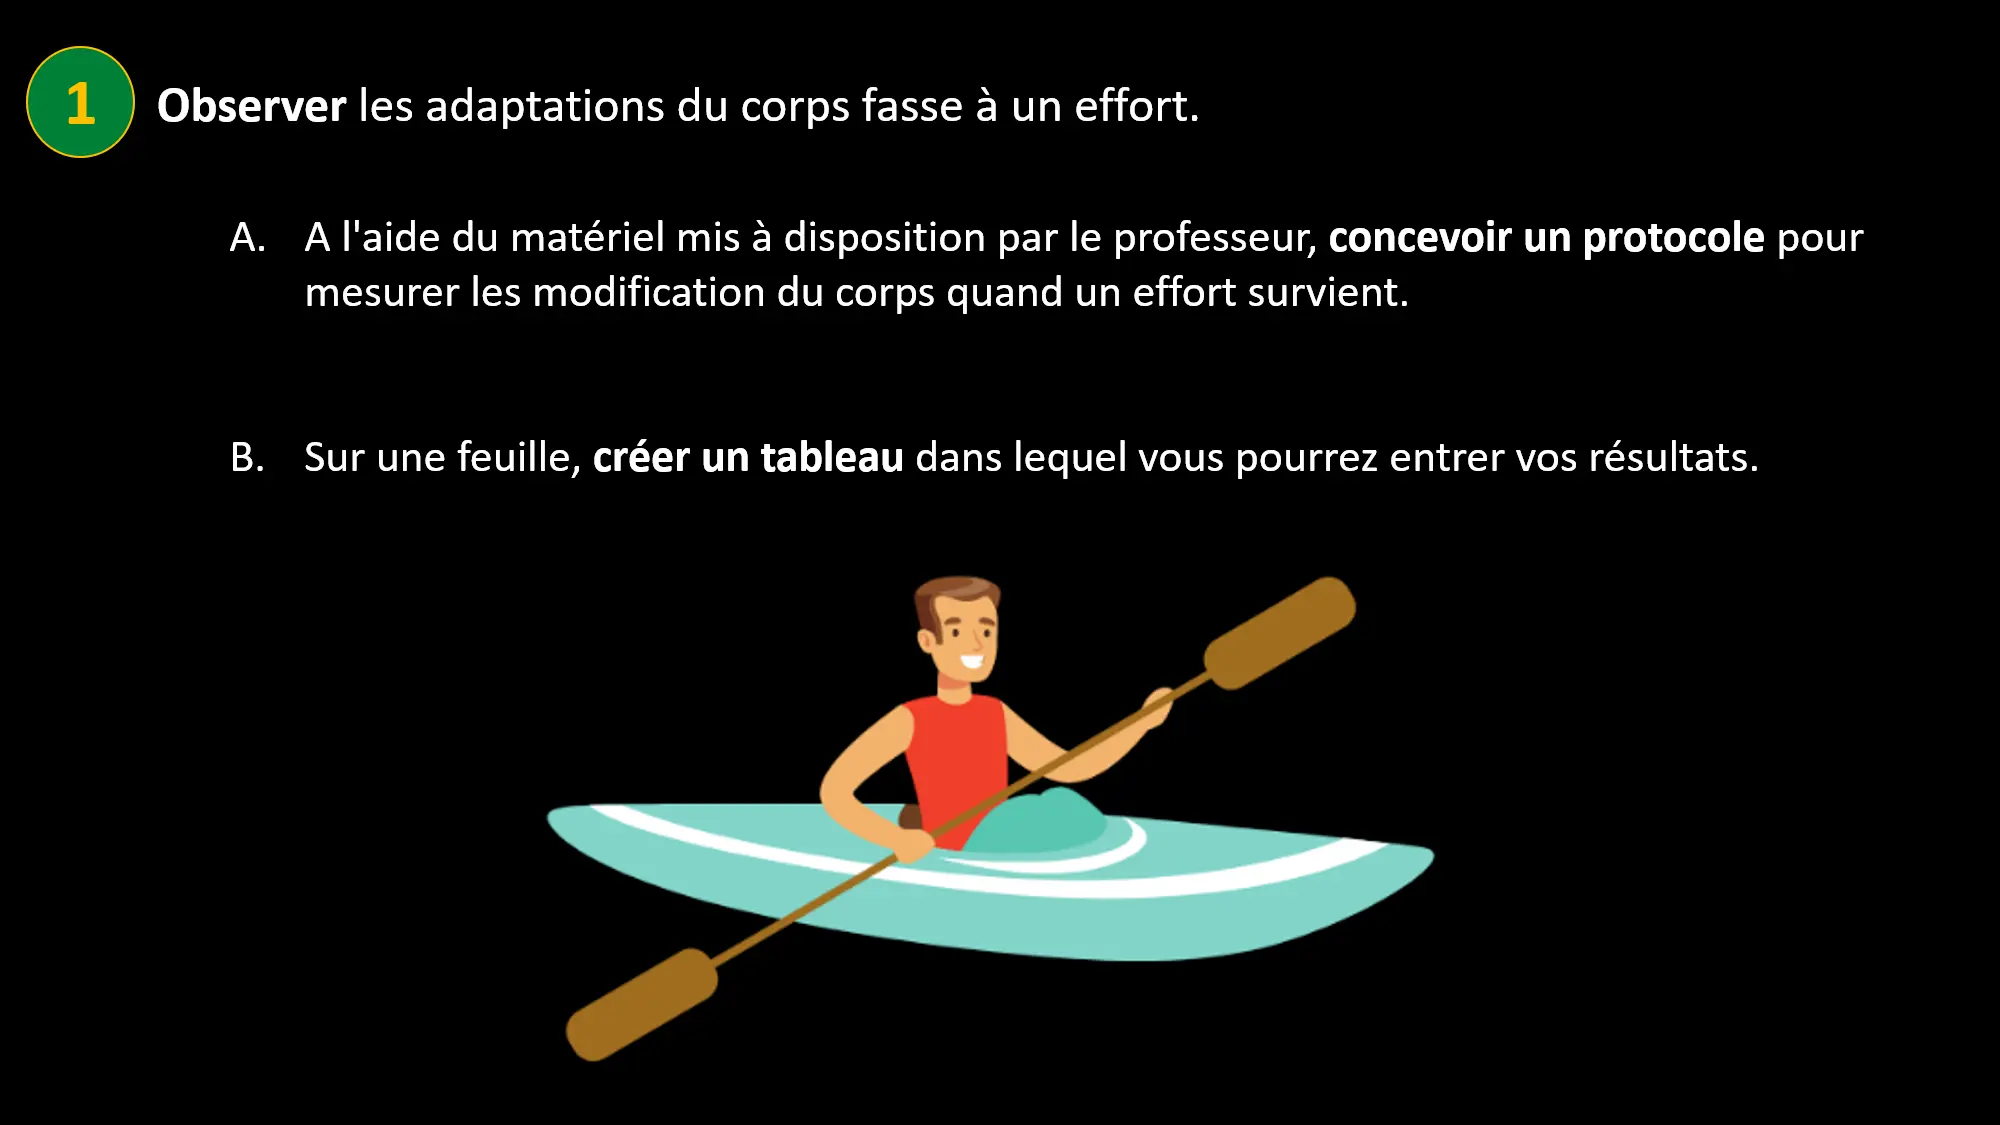 1
Observer les adaptations du corps fasse à un effort.
A. A l'aide du matériel mis à disposition par le professeur, concevoir un protocole pour
mesurer les modification du corps quand un effort survient.
B. Sur une feuille, créer un tableau dans lequel vous pourrez entrer vos résultats.